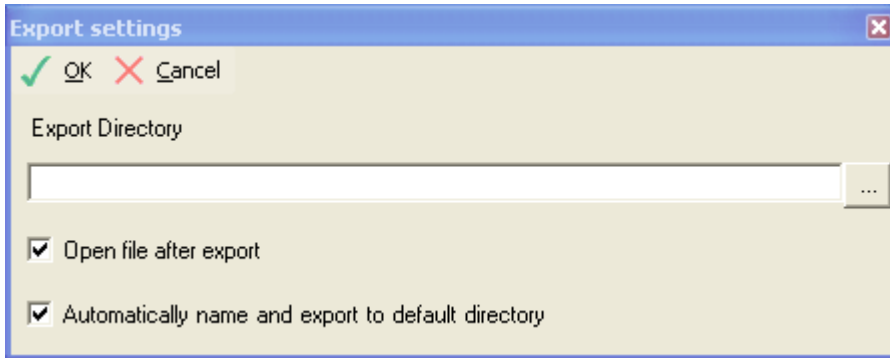 Export settings
OK Cancel
Export Directory
...
Open file after export
Automatically name and export to default directory